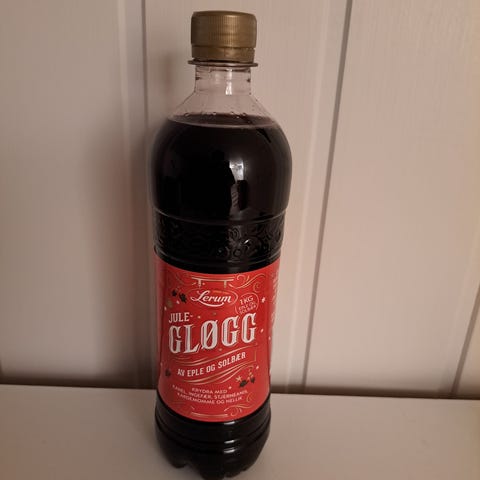 Lerum
1KG
JULE-
GLØGG
AV EPLE OG SOLBÆR
KRYDRA MED
KANEL, INGEFÆR, STJERNEANIS,
KARDEMOMME OG NELLIK